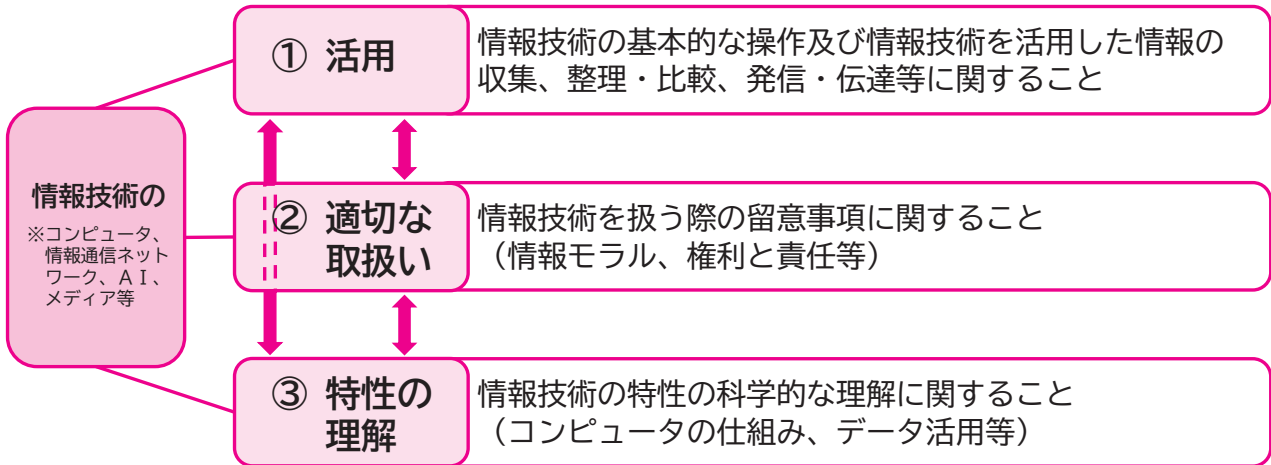 情報技術の
※コンピュータ、
情報通信ネット
ワーク、ＡＩ、
メディア等
① 活用
情報技術の基本的な操作及び情報技術を活用した情報の
収集、整理・比較、発信・伝達等に関すること
② 適切な
取扱い
情報技術を扱う際の留意事項に関すること
（情報モラル、権利と責任等）
③ 特性の
理解
情報技術の特性の科学的な理解に関すること
（コンピュータの仕組み、データ活用等）